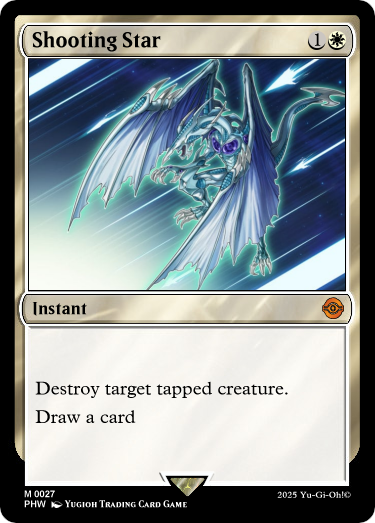 Shooting Star 1
Instant
Destroy target tapped creature.
Draw a card
M 0027
PHW YUGIOH TRADING CARD GAME
2025 Yu-Gi-Oh!©